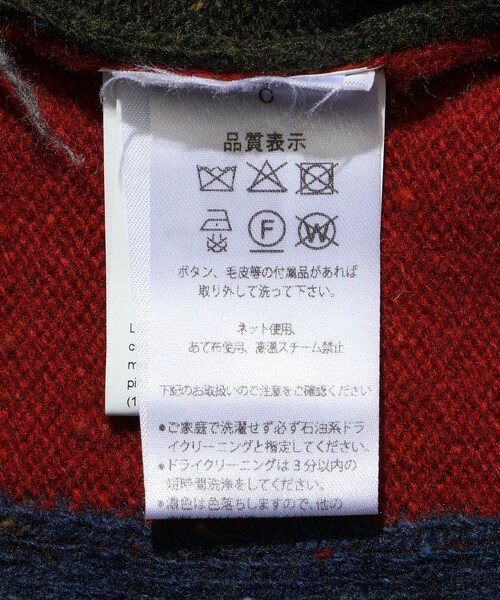 C
品質表示
F W
ボタン、毛皮等の付属品があれば
取り外して洗って下さい。
ネット使用、
あて布使用、高温スチーム禁止
下記のお取扱いのご注意をご確認ください
●ご家庭で洗濯せず必ず石油系ドラ
イクリーニングと指定してください。
●ドライクリーニングは3分以内の
短時間洗浄をしてください。
●濃色は色落ちしますので、他の
L
c
m
pi
(1